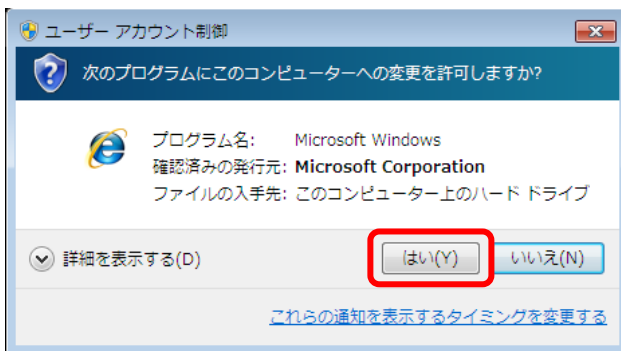 ユーザー アカウント制御
次のプログラムにこのコンピューターへの変更を許可しますか?
プログラム名: Microsoft Windows
確認済みの発行元: Microsoft Corporation
ファイルの入手先: このコンピューター上のハード ドライブ
詳細を表示する(D) はい(Y) いいえ(N)
これらの通知を表示するタイミングを変更する